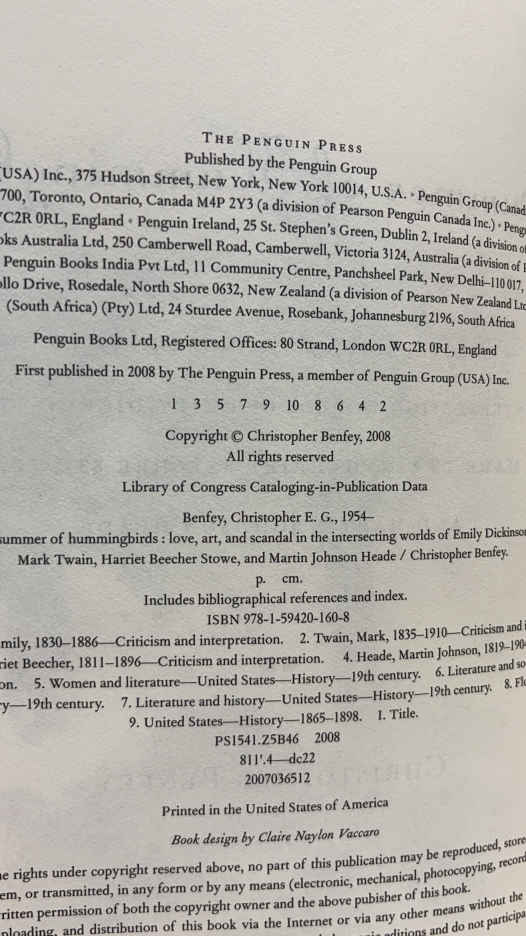 THE PENGUIN PRESS
Published by the Penguin Group
(USA) Inc., 375 Hudson Street, New York, New York 10014, U.S.A. • Penguin Group (Canad
700, Toronto, Ontario, Canada M4P 2Y3 (a division of Pearson Penguin Canada Inc.) • Peng
WC2R 0RL, England • Penguin Ireland, 25 St. Stephen's Green, Dublin 2, Ireland (a division of
oks Australia Ltd, 250 Camberwell Road, Camberwell, Victoria 3124, Australia (a division of
Penguin Books India Pvt Ltd, 11 Community Centre, Panchsheel Park, New Delhi–110 017,
ollo Drive, Rosedale, North Shore 0632, New Zealand (a division of Pearson New Zealand Ltd
(South Africa) (Pty) Ltd, 24 Sturdee Avenue, Rosebank, Johannesburg 2196, South Africa
Penguin Books Ltd, Registered Offices: 80 Strand, London WC2R 0RL, England
First published in 2008 by The Penguin Press, a member of Penguin Group (USA) Inc.
1 3 5 7 9 10 8 6 4 2
Copyright © Christopher Benfey, 2008
All rights reserved
Library of Congress Cataloging-in-Publication Data
Benfey, Christopher E. G., 1954–
summer of hummingbirds : love, art, and scandal in the intersecting worlds of Emily Dickinson
Mark Twain, Harriet Beecher Stowe, and Martin Johnson Heade / Christopher Benfey.
p. cm.
Includes bibliographical references and index.
ISBN 978-1-59420-160-8
mily, 1830–1886—Criticism and interpretation. 2. Twain, Mark, 1835–1910—Criticism and i
riet Beecher, 1811–1896—Criticism and interpretation. 4. Heade, Martin Johnson, 1819–190
on. 5. Women and literature—United States—History—19th century. 6. Literature and so
y—19th century. 7. Literature and history—United States—History—19th century. 8. Flo
9. United States—History—1865–1898. I. Title.
PS1541.Z5B46 2008
811'.4—dc22
2007036512
Printed in the United States of America
Book design by Claire Naylon Vaccaro
he rights under copyright reserved above, no part of this publication may be reproduced, store
em, or transmitted, in any form or by any means (electronic, mechanical, photocopying, record
ritten permission of both the copyright owner and the above pubisher of this book.
ploading, and distribution of this book via the Internet or via any other means without the
editions and do not participa